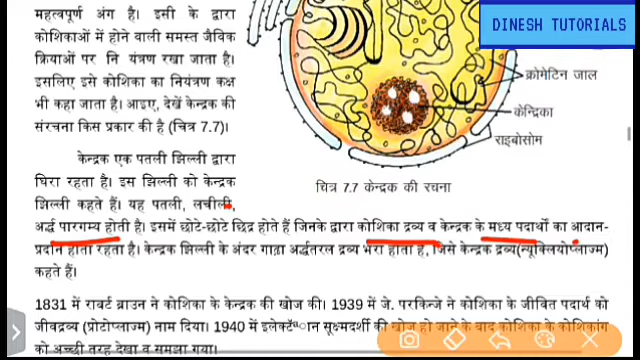 DINESH TUTORIALS
महत्वपूर्ण अंग है। इसी के द्वारा
कोशिकाओं में होने वाली समस्त जैविक
क्रियाओं पर नि यंत्रण रखा जाता है।
इसलिए इसे कोशिका का नियंत्रण कक्ष
भी कहा जाता है। आइए, देखें केन्द्रक की
संरचना किस प्रकार की है (चित्र 7.7)।
क्रोमेटिन जाल
केन्द्रिका
राइबोसोम
चित्र 7.7 केन्द्रक की रचना
केन्द्रक एक पतली झिल्ली द्वारा
घिरा रहता है। इस झिल्ली को केन्द्रक
झिल्ली कहते हैं। यह पतली, लचीली,
अर्द्ध पारगम्य होती है। इसमें छोटे-छोटे छिद्र होते हैं जिनके द्वारा कोशिका द्रव्य व केन्द्रक के मध्य पदार्थों का आदान-
प्रदान होता रहता है। केन्द्रक झिल्ली के अंदर गाढ़ा अर्द्धतरल द्रव्य भरा होता है, जिसे केन्द्रक द्रव्य(न्यूक्लियोप्लाज्म)
कहते हैं।
1831 में राबर्ट ब्राउन ने कोशिका के केन्द्रक की खोज की। 1939 में जे. परकिन्जे ने कोशिका के जीवित पदार्थ को
जीवद्रव्य (प्रोटोप्लाज्म) नाम दिया। 1940 में सूक्ष्मदर्शी की खोज हो जाने के बाद कोशिका के कोशिकांग
को अच्छी तरह देखा व समझा गया।